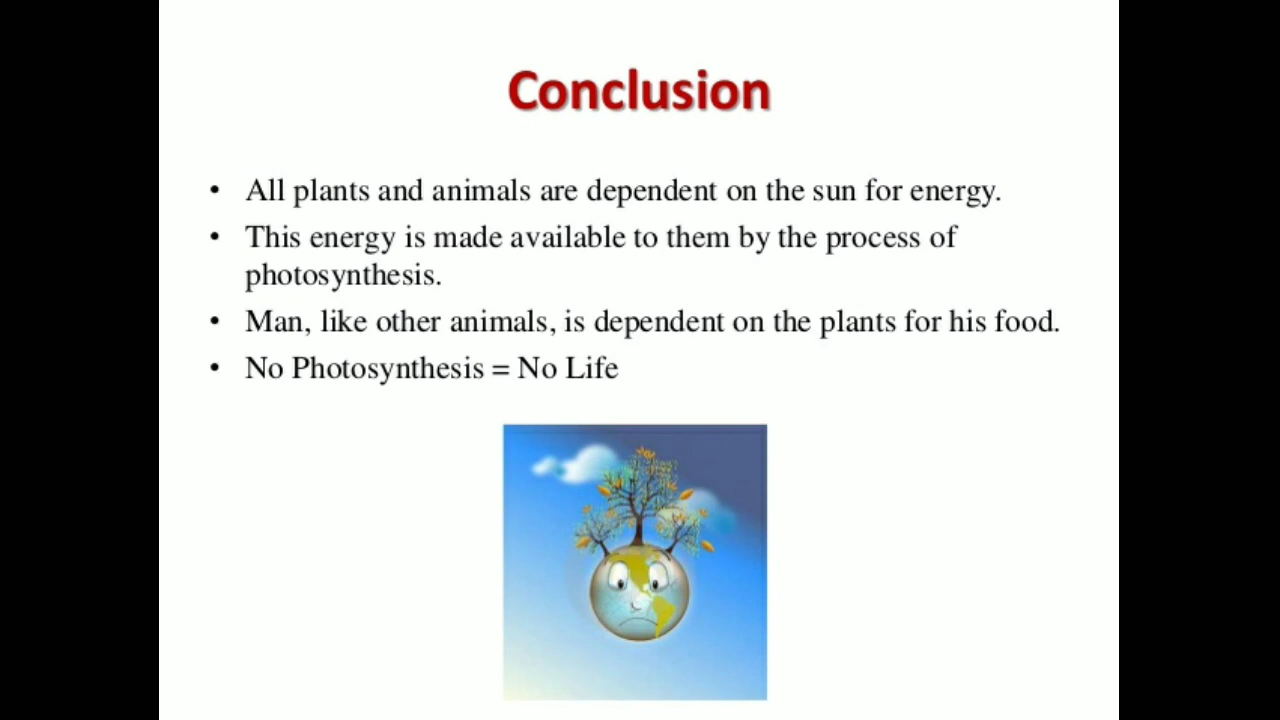 Conclusion
• All plants and animals are dependent on the sun for energy.
• This energy is made available to them by the process of
photosynthesis.
• Man, like other animals, is dependent on the plants for his food.
• No Photosynthesis = No Life